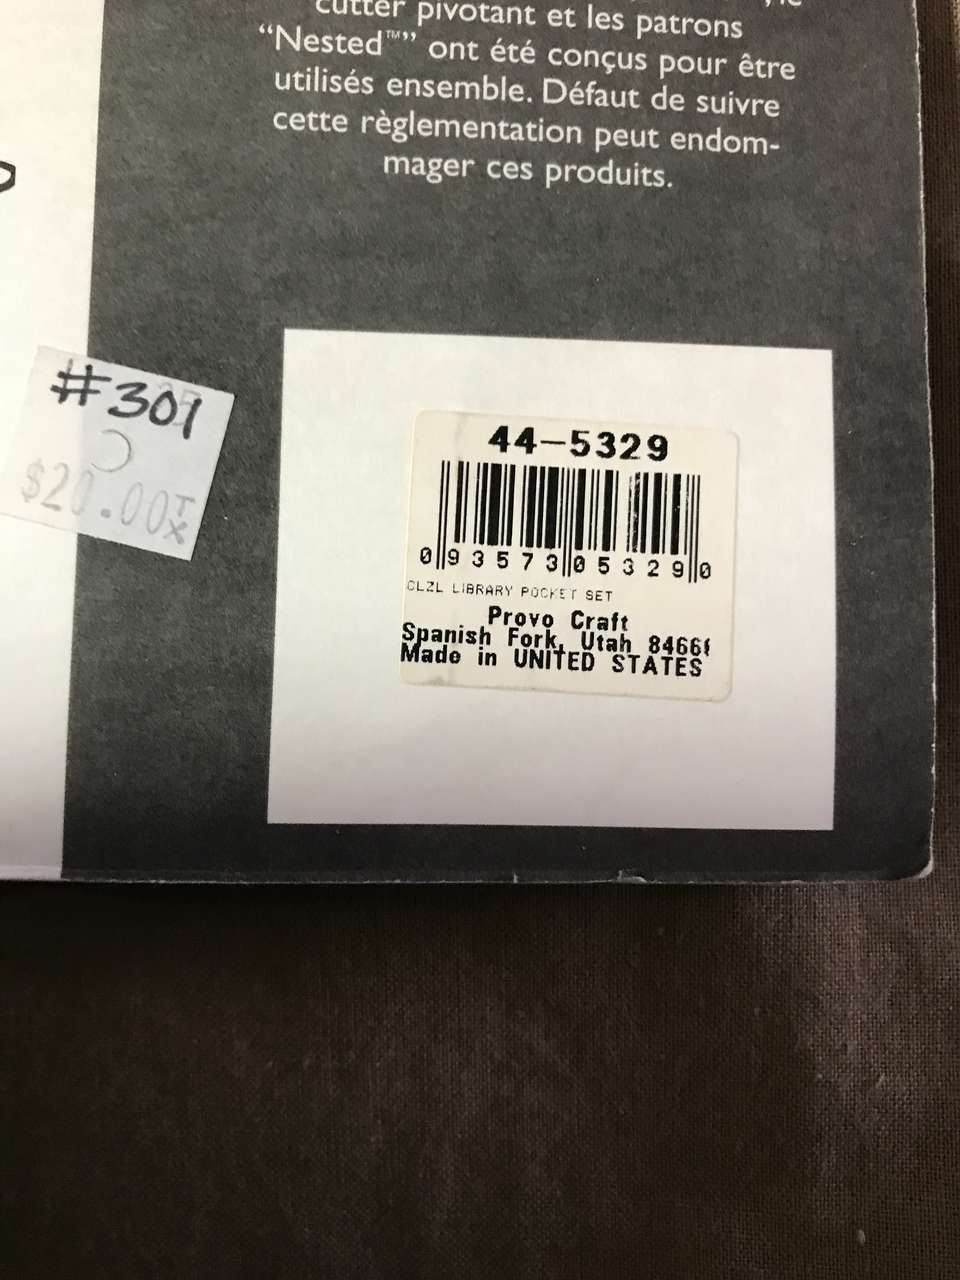 cutter pivotant et les patrons
“Nested™” ont été conçus pour être
utilisés ensemble. Défaut de suivre
cette règlementation peut endom-
mager ces produits.
#301
$20.00TX
44-5329
0 93573 05329 0
CLZL LIBRARY POCKET SET
Provo Craft
Spanish Fork, Utah 84660
Made in UNITED STATES